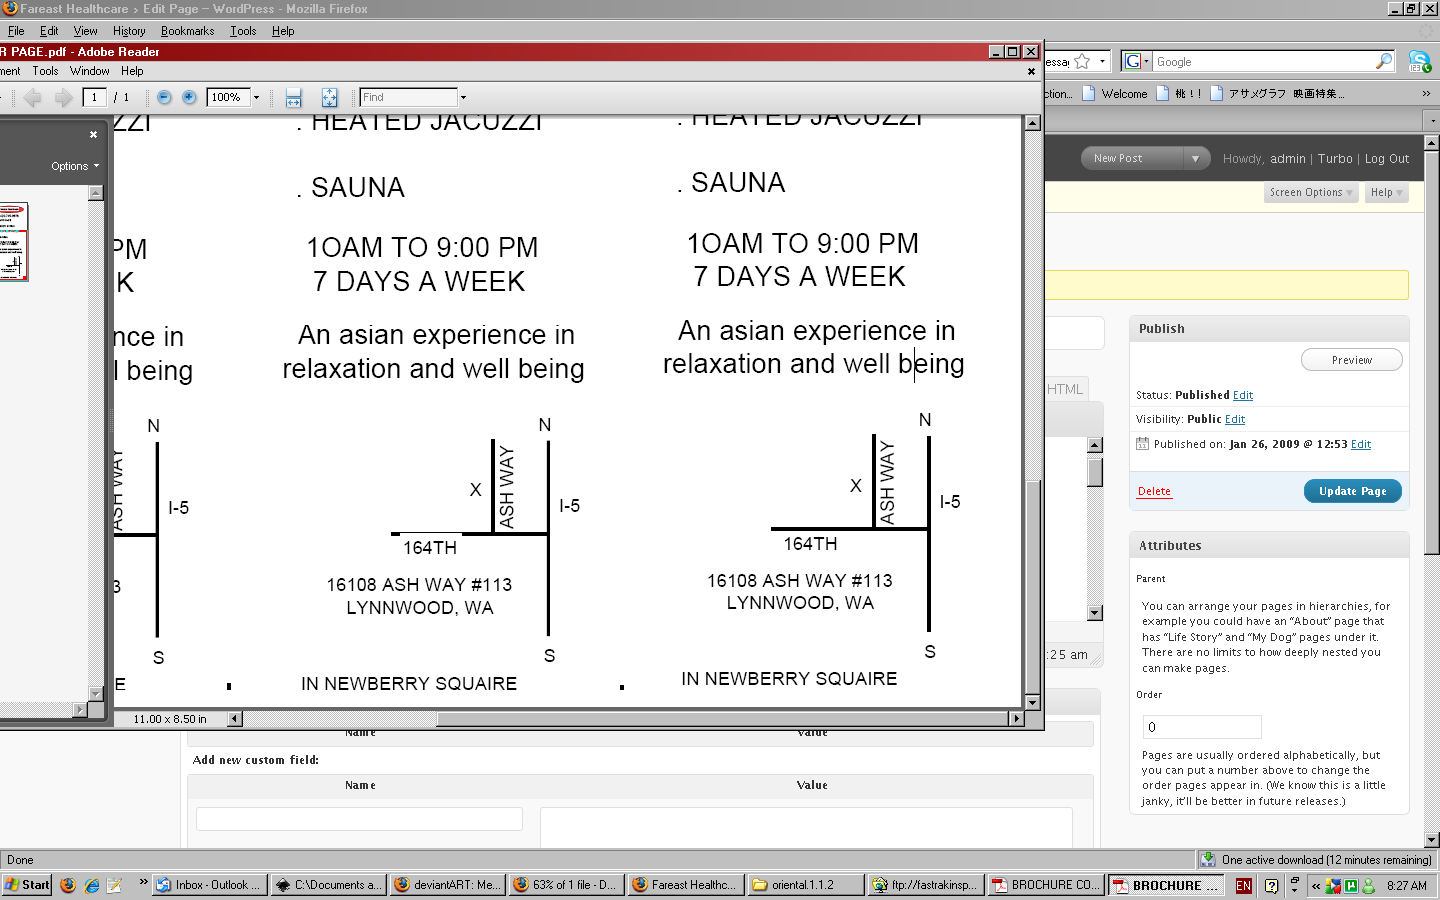 Fareast Healthcare › Edit Page — WordPress - Mozilla Firefox
File Edit View History Bookmarks Tools Help
R PAGE.pdf - Adobe Reader
ment Tools Window Help
1 / 1 100% Find
Google
Welcome 桃！！ アサメグラフ 映画特集...
Options
New Post Howdy, admin | Turbo | Log Out
Screen Options Help
. HEATED JACUZZI
. HEATED JACUZZI
. SAUNA
. SAUNA
PM
K
1OAM TO 9:00 PM
7 DAYS A WEEK
1OAM TO 9:00 PM
7 DAYS A WEEK
nce in
l being
An asian experience in
relaxation and well being
An asian experience in
relaxation and well being
N
ASH WAY
I-5
S
E
N
X
ASH WAY
I-5
164TH
16108 ASH WAY #113
LYNNWOOD, WA
S
IN NEWBERRY SQUAIRE
N
X
ASH WAY
I-5
164TH
16108 ASH WAY #113
LYNNWOOD, WA
S
IN NEWBERRY SQUAIRE
11.00 x 8.50 in
HTML
:25 am
Publish
Preview
Status: Published Edit
Visibility: Public Edit
Published on: Jan 26, 2009 @ 12:53 Edit
Delete Update Page
Attributes
Parent
You can arrange your pages in hierarchies, for
example you could have an “About” page that
has “Life Story” and “My Dog” pages under it.
There are no limits to how deeply nested you
can make pages.
Order
0
Pages are usually ordered alphabetically, but
you can put a number above to change the
order pages appear in. (We know this is a little
janky, it'll be better in future releases.)
Name Value
Add new custom field:
Name Value
Done One active download (12 minutes remaining)
Start Inbox - Outlook ... C:\Documents a... deviantART: Me... 63% of 1 file - D... Fareast Healthc... oriental.1.1.2 ftp://fastrakinsp... BROCHURE CO... BROCHURE ... EN 8:27 AM